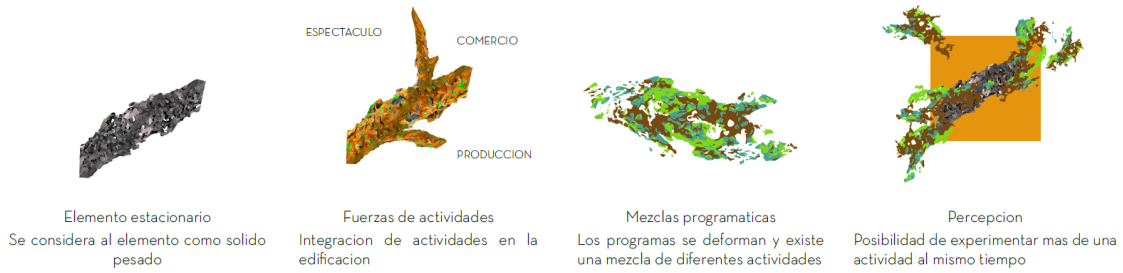 ESPECTACULO
COMERCIO
PRODUCCION
Elemento estacionario
Se considera al elemento como solido
pesado
Fuerzas de actividades
Integracion de actividades en la
edificacion
Mezclas programaticas
Los programas se deforman y existe
una mezcla de diferentes actividades
Percepcion
Posibilidad de experimentar mas de una
actividad al mismo tiempo